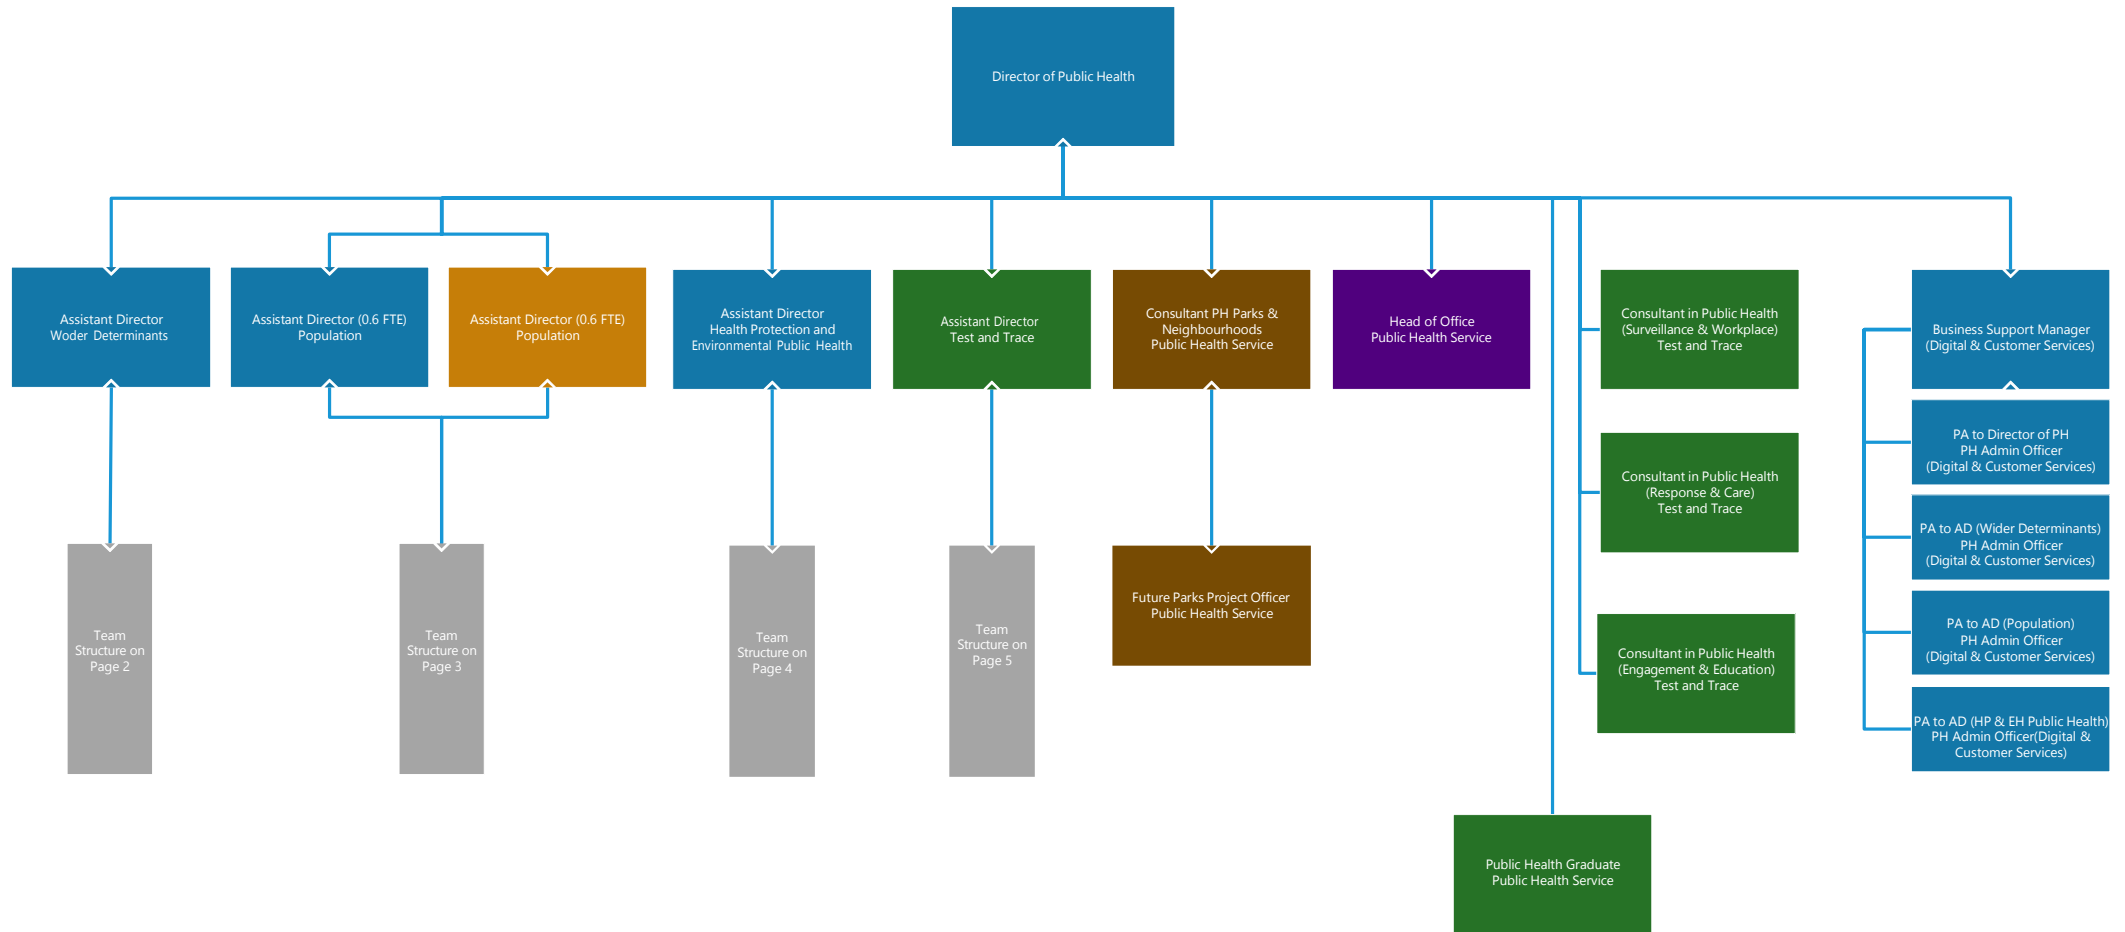 Director of Public Health
Assistant Director
Woder Determinants
Assistant Director (0.6 FTE)
Population
Assistant Director (0.6 FTE)
Population
Assistant Director
Health Protection and
Environmental Public Health
Assistant Director
Test and Trace
Consultant PH Parks &
Neighbourhoods
Public Health Service
Head of Office
Public Health Service
Consultant in Public Health
(Surveillance & Workplace)
Test and Trace
Business Support Manager
(Digital & Customer Services)
PA to Director of PH
PH Admin Officer
(Digital & Customer Services)
Consultant in Public Health
(Response & Care)
Test and Trace
PA to AD (Wider Determinants)
PH Admin Officer
(Digital & Customer Services)
Team
Structure on
Page 2
Team
Structure on
Page 3
Team
Structure on
Page 4
Team
Structure on
Page 5
Future Parks Project Officer
Public Health Service
Consultant in Public Health
(Engagement & Education)
Test and Trace
PA to AD (Population)
PH Admin Officer
(Digital & Customer Services)
PA to AD (HP & EH Public Health)
PH Admin Officer(Digital &
Customer Services)
Public Health Graduate
Public Health Service